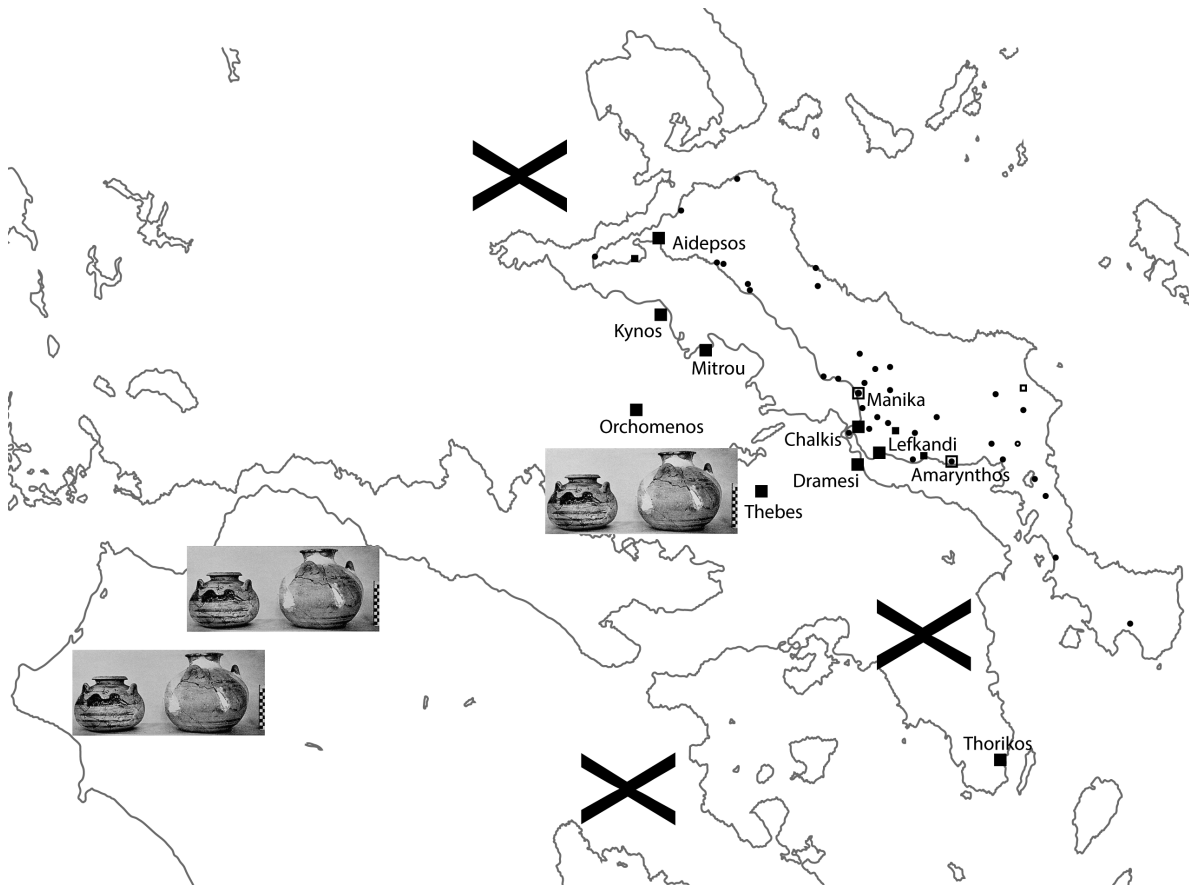 Aidepsos
Kynos
Mitrou
Manika
Orchomenos
Chalkis
Lefkandi
Amarynthos
Dramesi
Thebes
Thorikos